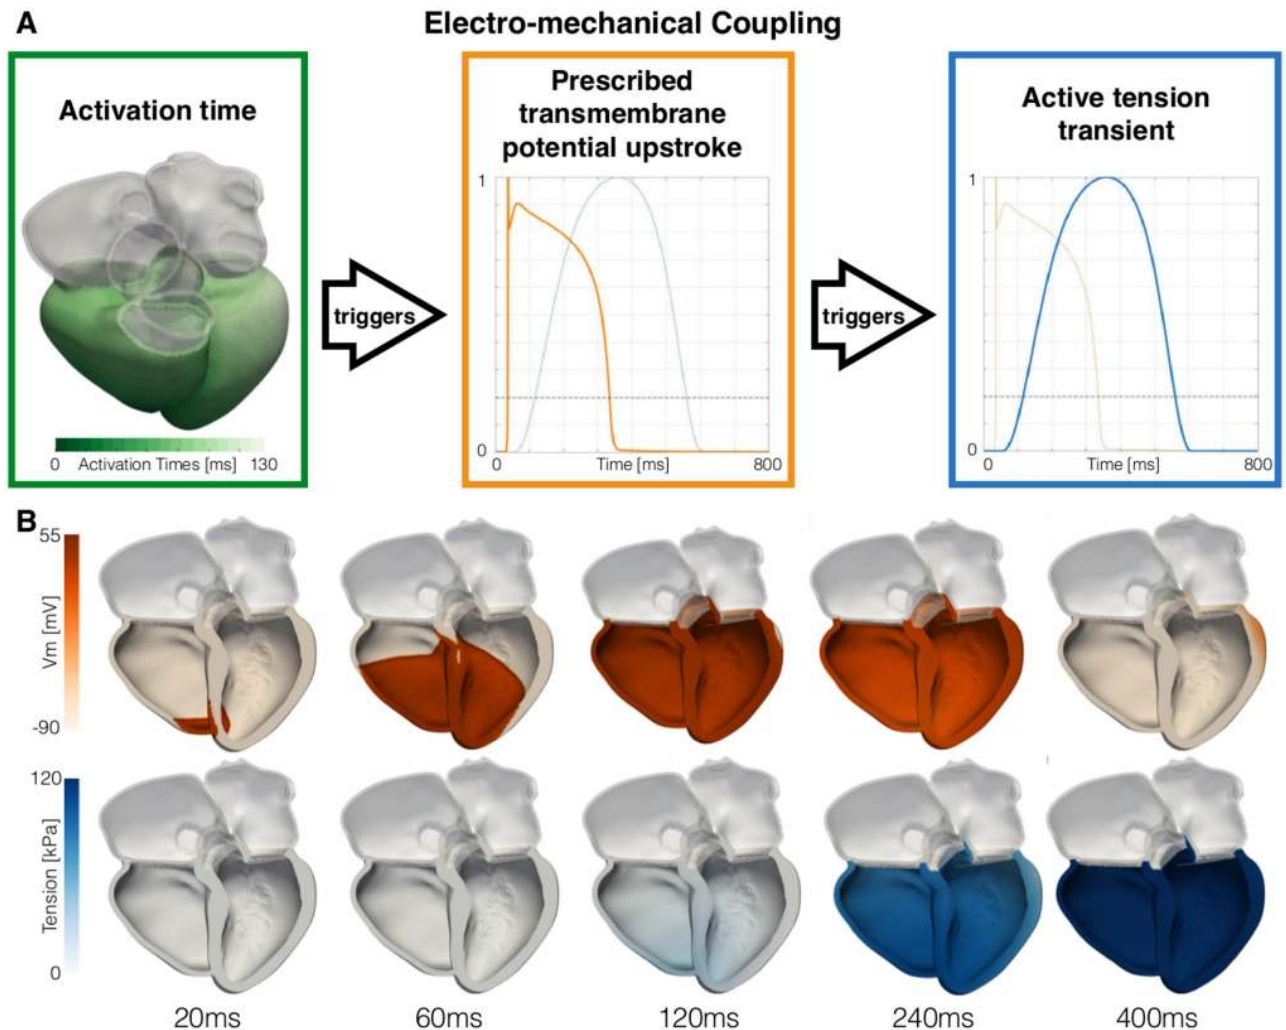 A
Electro-mechanical Coupling
Activation time
0 Activation Times [ms] 130
triggers
Prescribed
transmembrane
potential upstroke
1
0
0 Time [ms] 800
triggers
Active tension
transient
1
0
0 Time [ms] 800
B
55
Vm [mV]
-90
120
Tension [kPa]
0
20ms 60ms 120ms 240ms 400ms